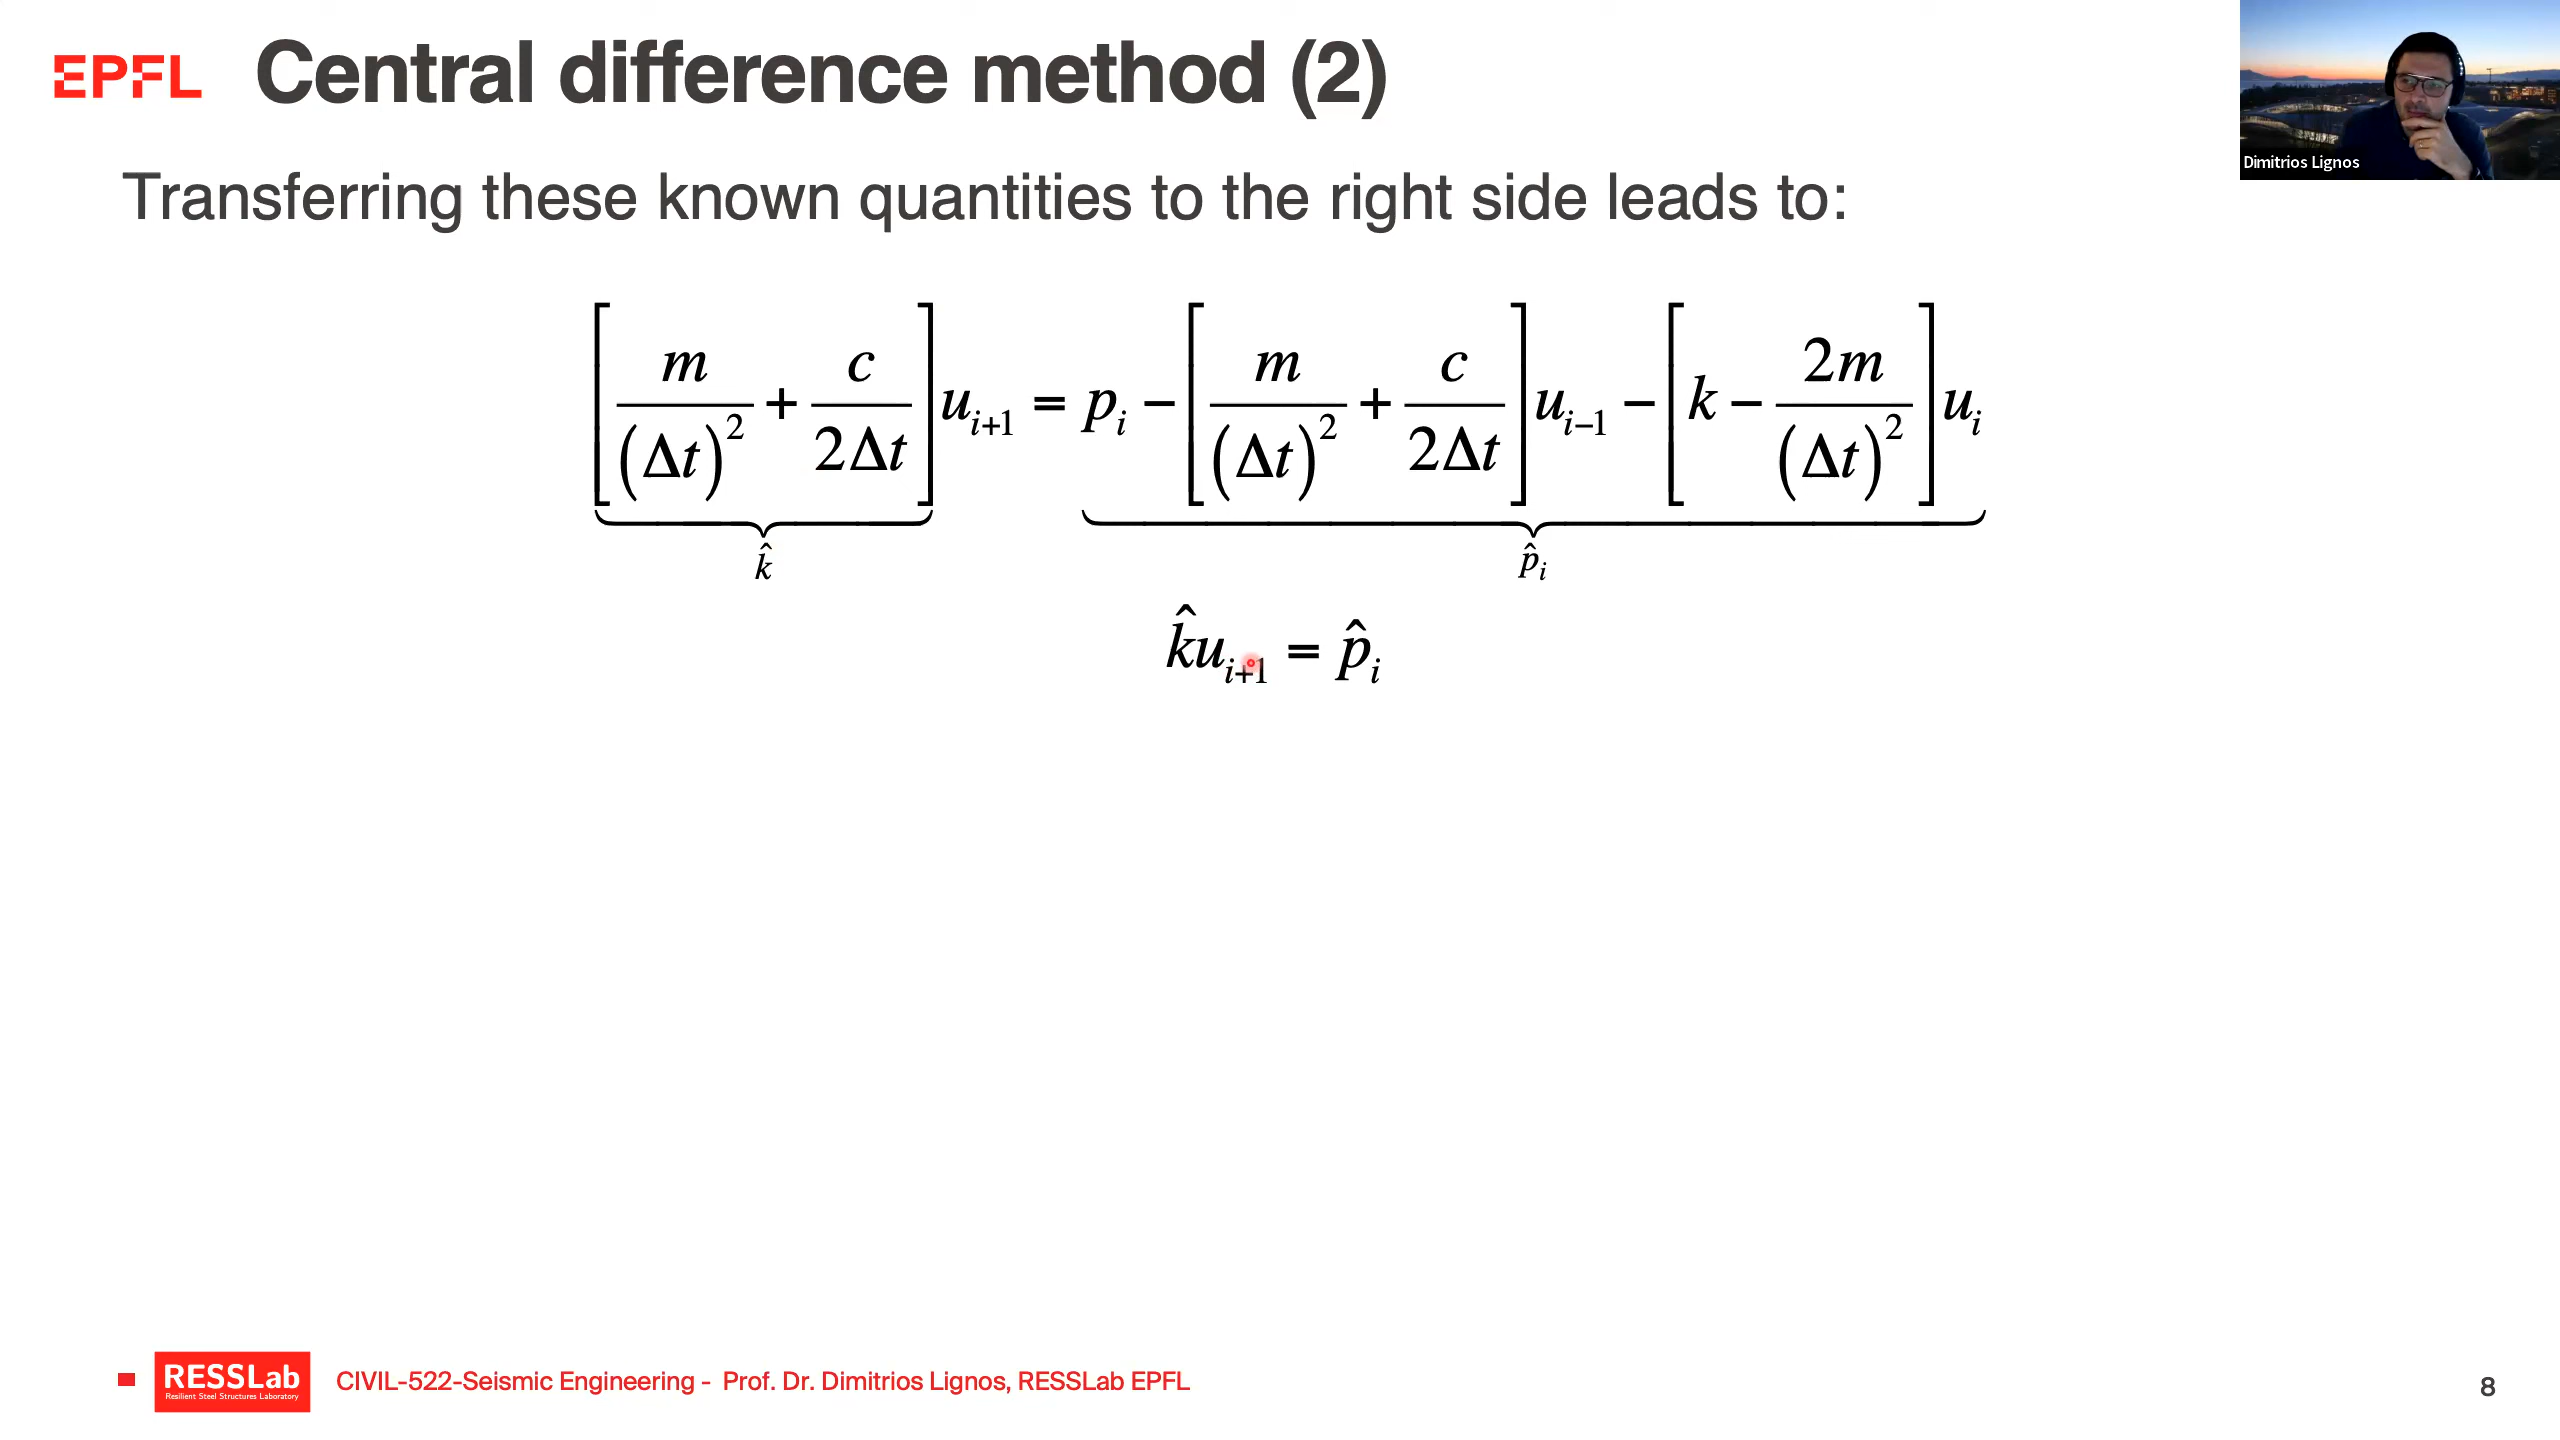 EPFL Central difference method (2)
Dimitrios Lignos
Transferring these known quantities to the right side leads to:
[m/(Δt)² + c/2Δt] u_{i+1} = p_i − [m/(Δt)² + c/2Δt] u_{i−1} − [k − 2m/(Δt)²] u_i
k̂ p̂_i
k̂u_{i+1} = p̂_i
RESSLab
Resilient Steel Structures Laboratory
CIVIL-522-Seismic Engineering - Prof. Dr. Dimitrios Lignos, RESSLab EPFL
8